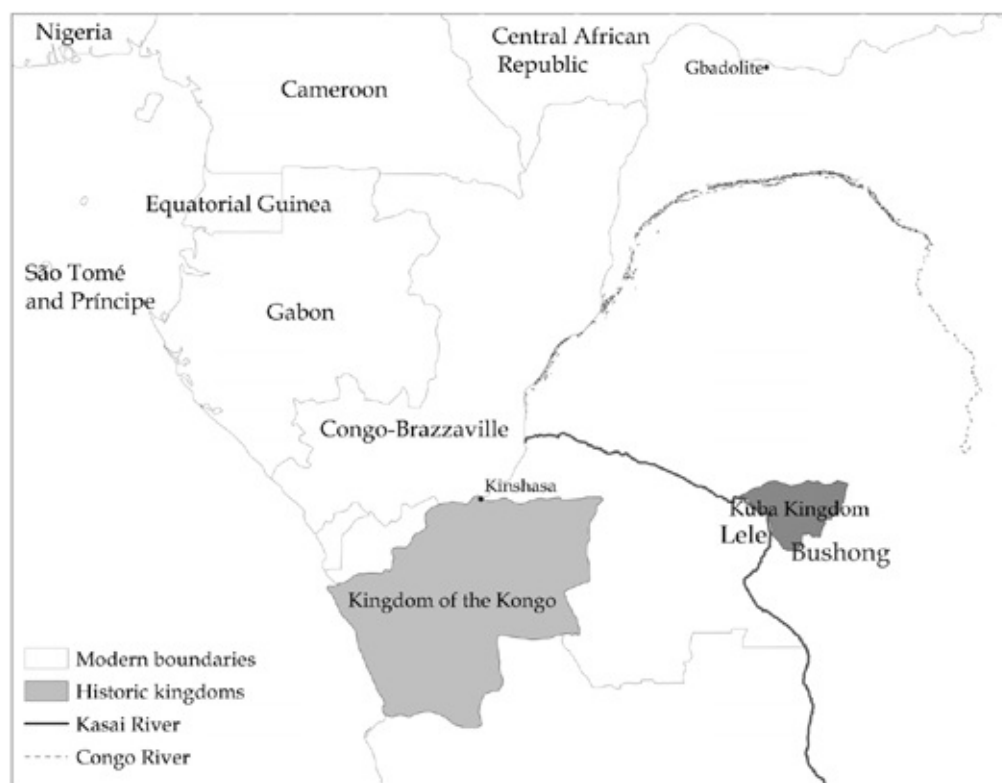 Nigeria
Central African
Republic
Gbadolite
Cameroon
Equatorial Guinea
São Tomé
and Príncipe
Gabon
Congo-Brazzaville
Kinshasa
Kuba Kingdom
Lele
Bushong
Kingdom of the Kongo
Modern boundaries
Historic kingdoms
Kasai River
Congo River